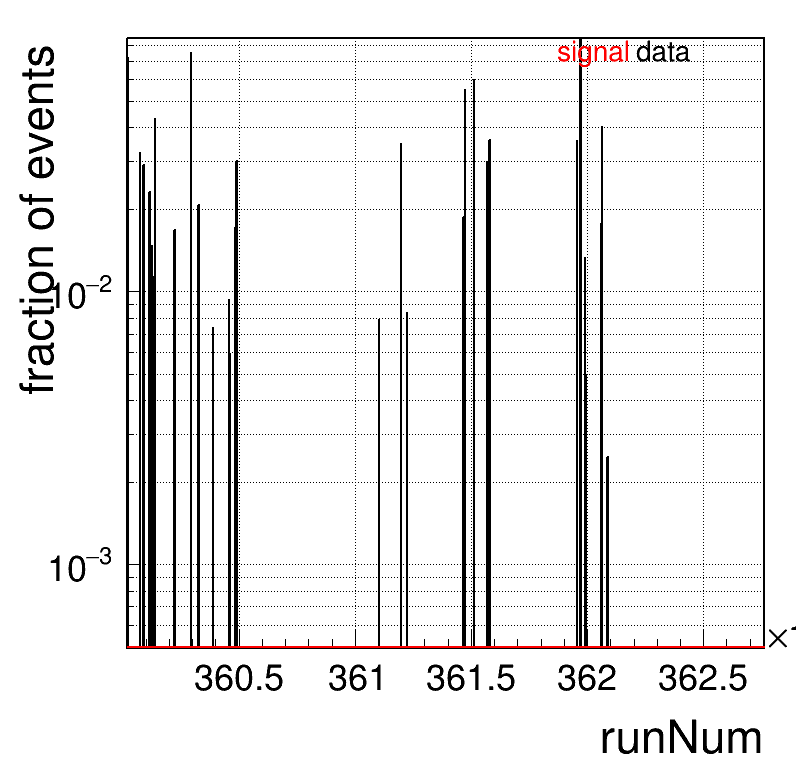 signal data
fraction of events
10⁻²
10⁻³
360.5 361 361.5 362 362.5
runNum